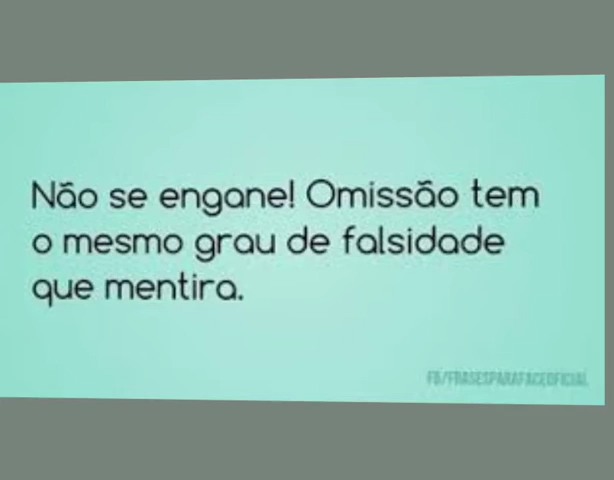 Não se engane! Omissão tem
o mesmo grau de falsidade
que mentira.
FB/FRASESPARAFACEOFICIAL